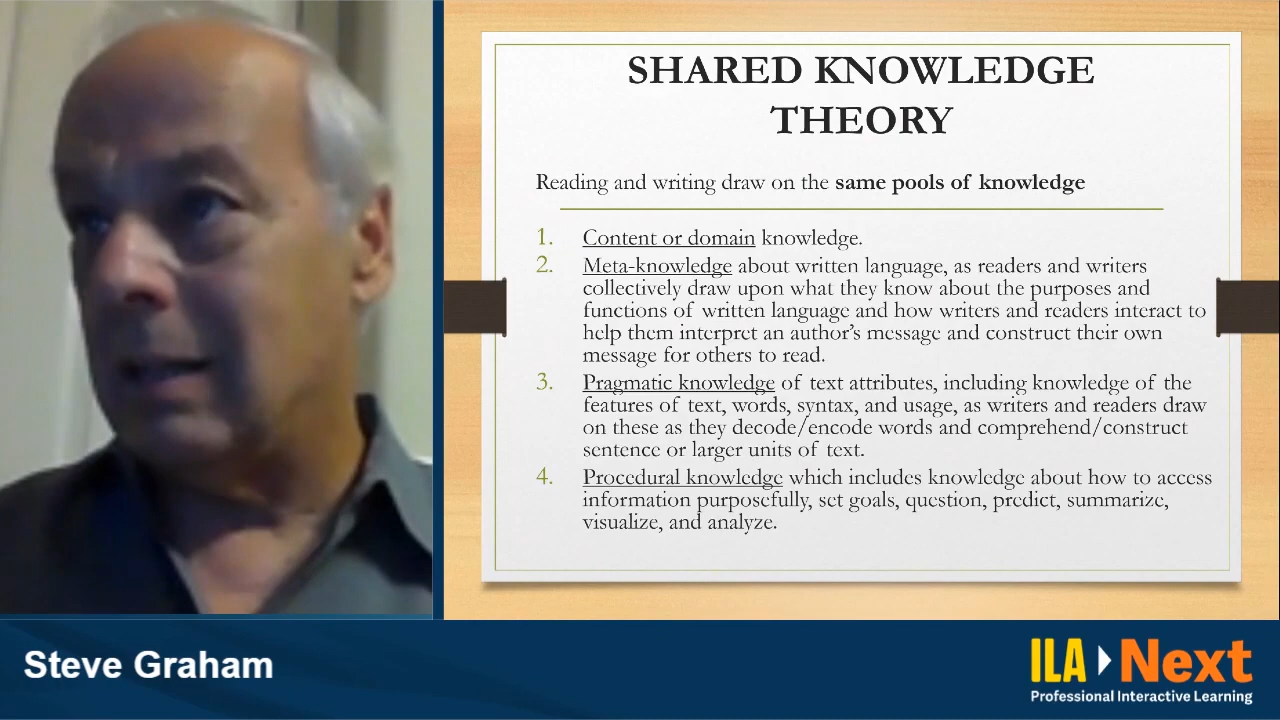 SHARED KNOWLEDGE
THEORY
Reading and writing draw on the same pools of knowledge
1. Content or domain knowledge.
2. Meta-knowledge about written language, as readers and writers
collectively draw upon what they know about the purposes and
functions of written language and how writers and readers interact to
help them interpret an author's message and construct their own
message for others to read.
3. Pragmatic knowledge of text attributes, including knowledge of the
features of text, words, syntax, and usage, as writers and readers draw
on these as they decode/encode words and comprehend/construct
sentence or larger units of text.
4. Procedural knowledge which includes knowledge about how to access
information purposefully, set goals, question, predict, summarize,
visualize, and analyze.
Steve Graham
ILA Next
Professional Interactive Learning